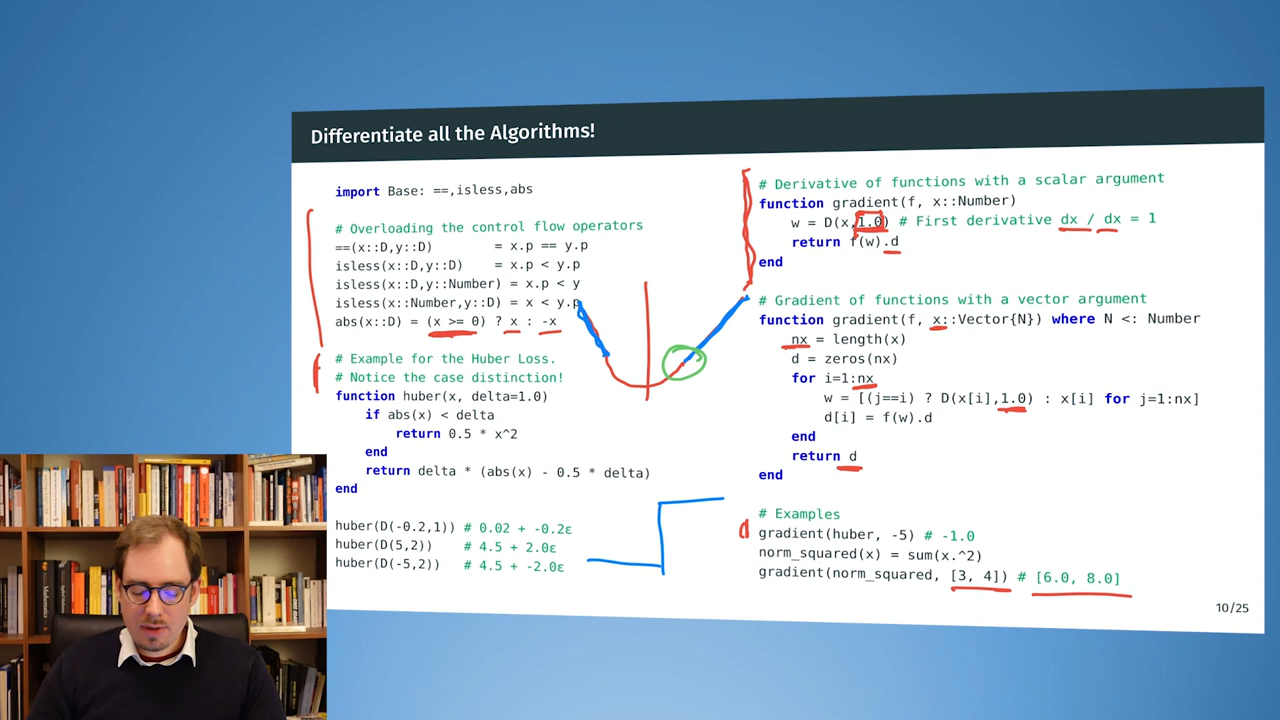 Differentiate all the Algorithms!
import Base: ==,isless,abs
# Overloading the control flow operators
==(x::D,y::D) = x.p == y.p
isless(x::D,y::D) = x.p < y.p
isless(x::D,y::Number) = x.p < y
isless(x::Number,y::D) = x < y.p
abs(x::D) = (x >= 0) ? x : -x
# Example for the Huber Loss.
# Notice the case distinction!
function huber(x, delta=1.0)
if abs(x) < delta
return 0.5 * x^2
end
return delta * (abs(x) - 0.5 * delta)
end
huber(D(-0.2,1)) # 0.02 + -0.2ε
huber(D(5,2)) # 4.5 + 2.0ε
huber(D(-5,2)) # 4.5 + -2.0ε
# Derivative of functions with a scalar argument
function gradient(f, x::Number)
w = D(x,1.0) # First derivative dx / dx = 1
return f(w).d
end
# Gradient of functions with a vector argument
function gradient(f, x::Vector{N}) where N <: Number
nx = length(x)
d = zeros(nx)
for i=1:nx
w = [(j==i) ? D(x[i],1.0) : x[i] for j=1:nx]
d[i] = f(w).d
end
return d
end
# Examples
gradient(huber, -5) # -1.0
norm_squared(x) = sum(x.^2)
gradient(norm_squared, [3, 4]) # [6.0, 8.0]
10/25